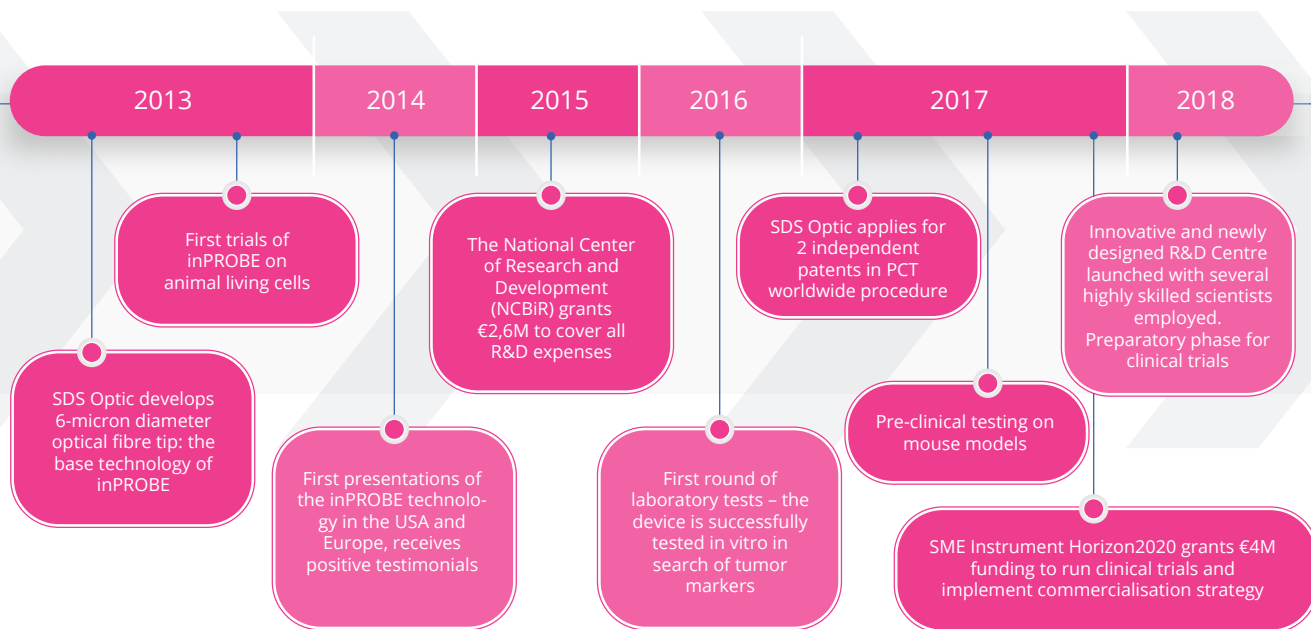 2013
2014
2015
2016
2017
2018
SDS Optic develops
6-micron diameter
optical fibre tip: the
base technology of
inPROBE
First trials of
inPROBE on
animal living cells
First presentations of
the inPROBE technolo-
gy in the USA and
Europe, receives
positive testimonials
The National Center
of Research and
Development
(NCBiR) grants
€2,6M to cover all
R&D expenses
First round of
laboratory tests – the
device is successfully
tested in vitro in
search of tumor
markers
SDS Optic applies for
2 independent
patents in PCT
worldwide procedure
Pre-clinical testing on
mouse models
SME Instrument Horizon2020 grants €4M
funding to run clinical trials and
implement commercialisation strategy
Innovative and newly
designed R&D Centre
launched with several
highly skilled scientists
employed.
Preparatory phase for
clinical trials